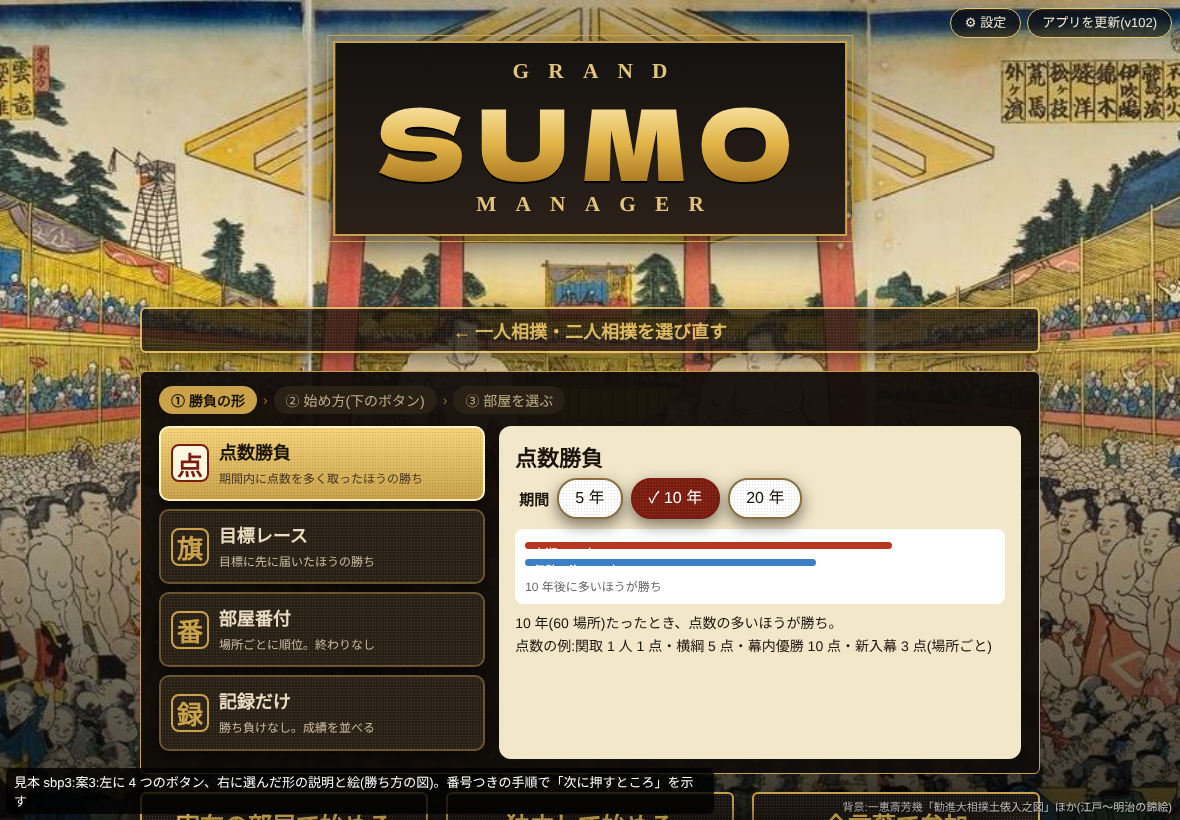 ⚙ 設定
アプリを更新(v102)
GRAND
SUMO
MANAGER
← 一人相撲・二人相撲を選び直す
① 勝負の形 › ② 始め方(下のボタン) › ③ 部屋を選ぶ
点 点数勝負
期間内に点数を多く取ったほうの勝ち
旗 目標レース
目標に先に届いたほうの勝ち
番 部屋番付
場所ごとに順位。終わりなし
録 記録だけ
勝ち負けなし。成績を並べる
点数勝負
期間 5 年 ✓ 10 年 20 年
10 年後に多いほうが勝ち
10 年(60 場所)たったとき、点数の多いほうが勝ち。
点数の例:関取 1 人 1 点・横綱 5 点・幕内優勝 10 点・新入幕 3 点(場所ごと)
見本 sbp3:案3:左に 4 つのボタン、右に選んだ形の説明と絵(勝ち方の図)。番号つきの手順で「次に押すところ」を示
す
背景:一恵斎芳幾「勧進大相撲土俵入之図」ほか(江戸〜明治の錦絵)